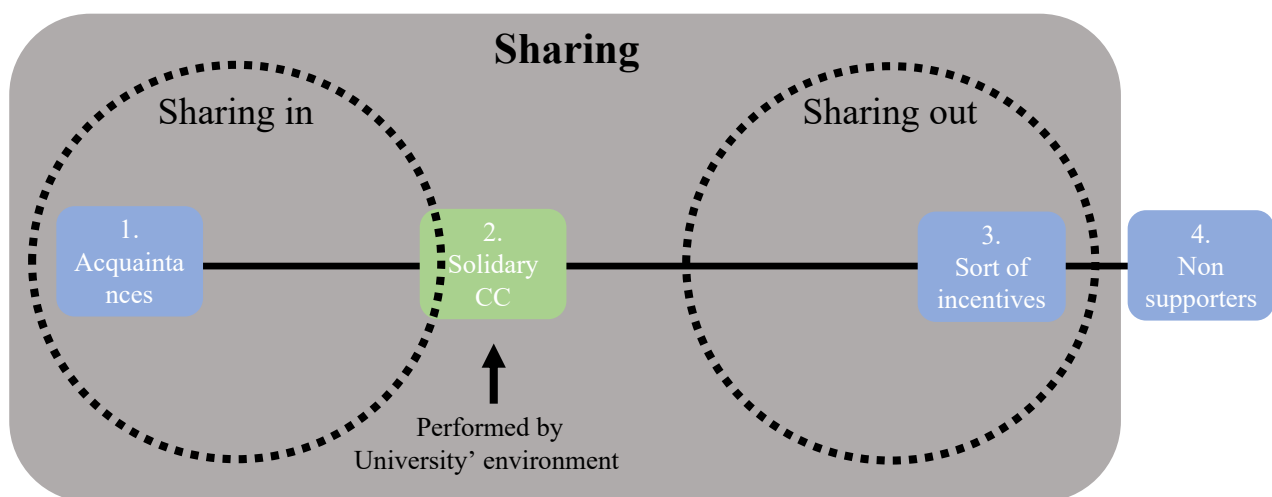 Sharing
Sharing in
Sharing out
1.
Acquainta
nces
2.
Solidary
CC
3.
Sort of
incentives
4.
Non
supporters
Performed by
University’ environment